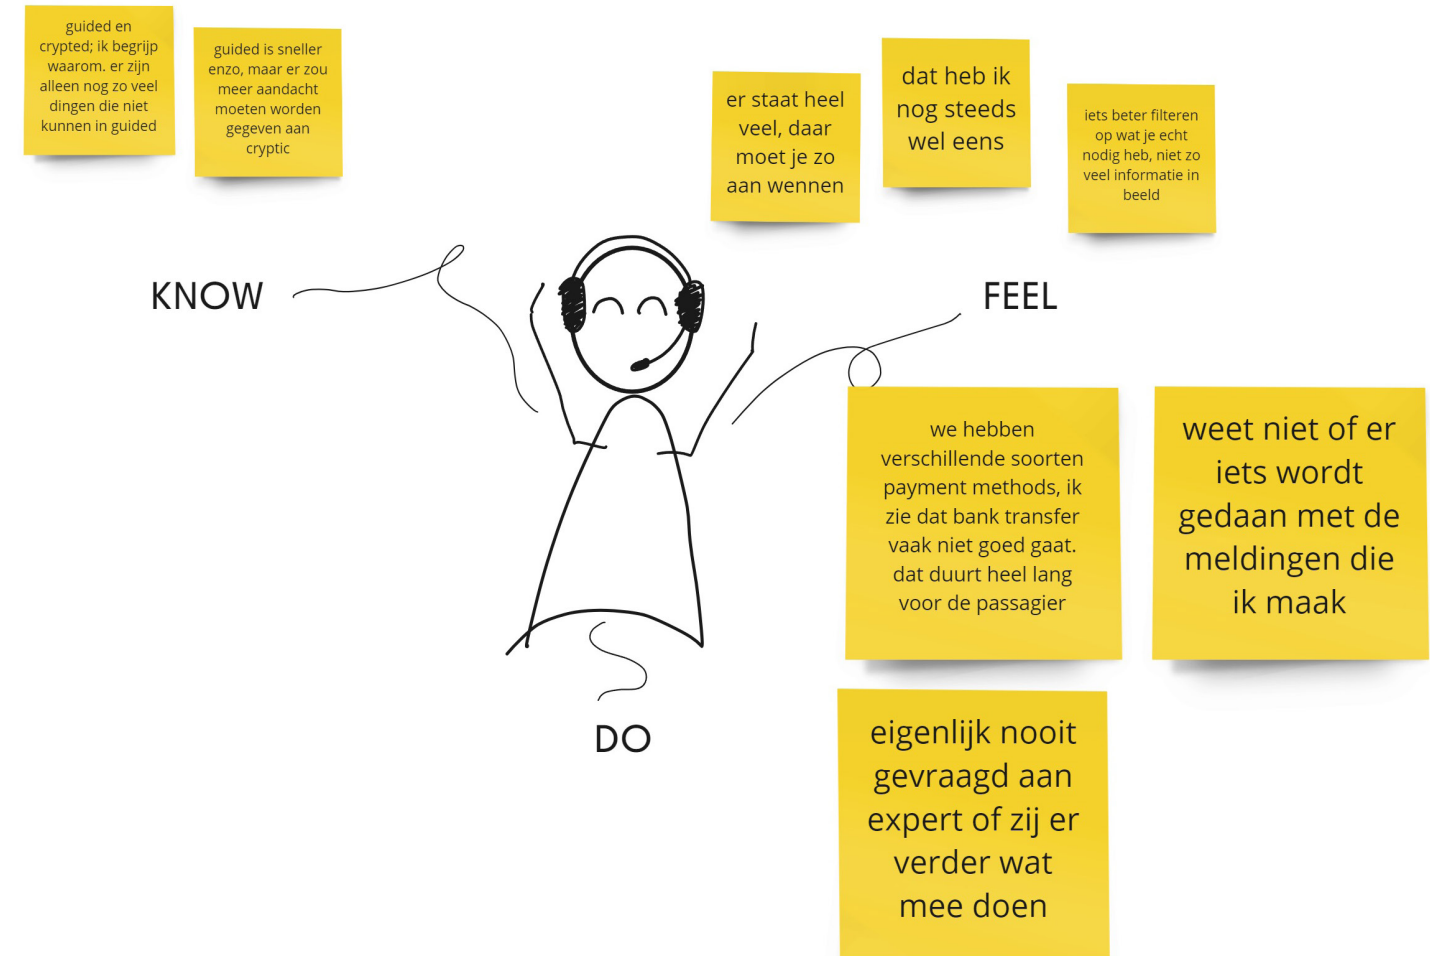 guided en
crypted; ik begrijp
waarom. er zijn
alleen nog zo veel
dingen die niet
kunnen in guided
guided is sneller
enzo, maar er zou
meer aandacht
moeten worden
gegeven aan
cryptic
er staat heel
veel, daar
moet je zo
aan wennen
dat heb ik
nog steeds
wel eens
iets beter filteren
op wat je echt
nodig heb, niet zo
veel informatie in
beeld
KNOW
FEEL
we hebben
verschillende soorten
payment methods, ik
zie dat bank transfer
vaak niet goed gaat.
dat duurt heel lang
voor de passagier
weet niet of er
iets wordt
gedaan met de
meldingen die
ik maak
DO
eigenlijk nooit
gevraagd aan
expert of zij er
verder wat
mee doen